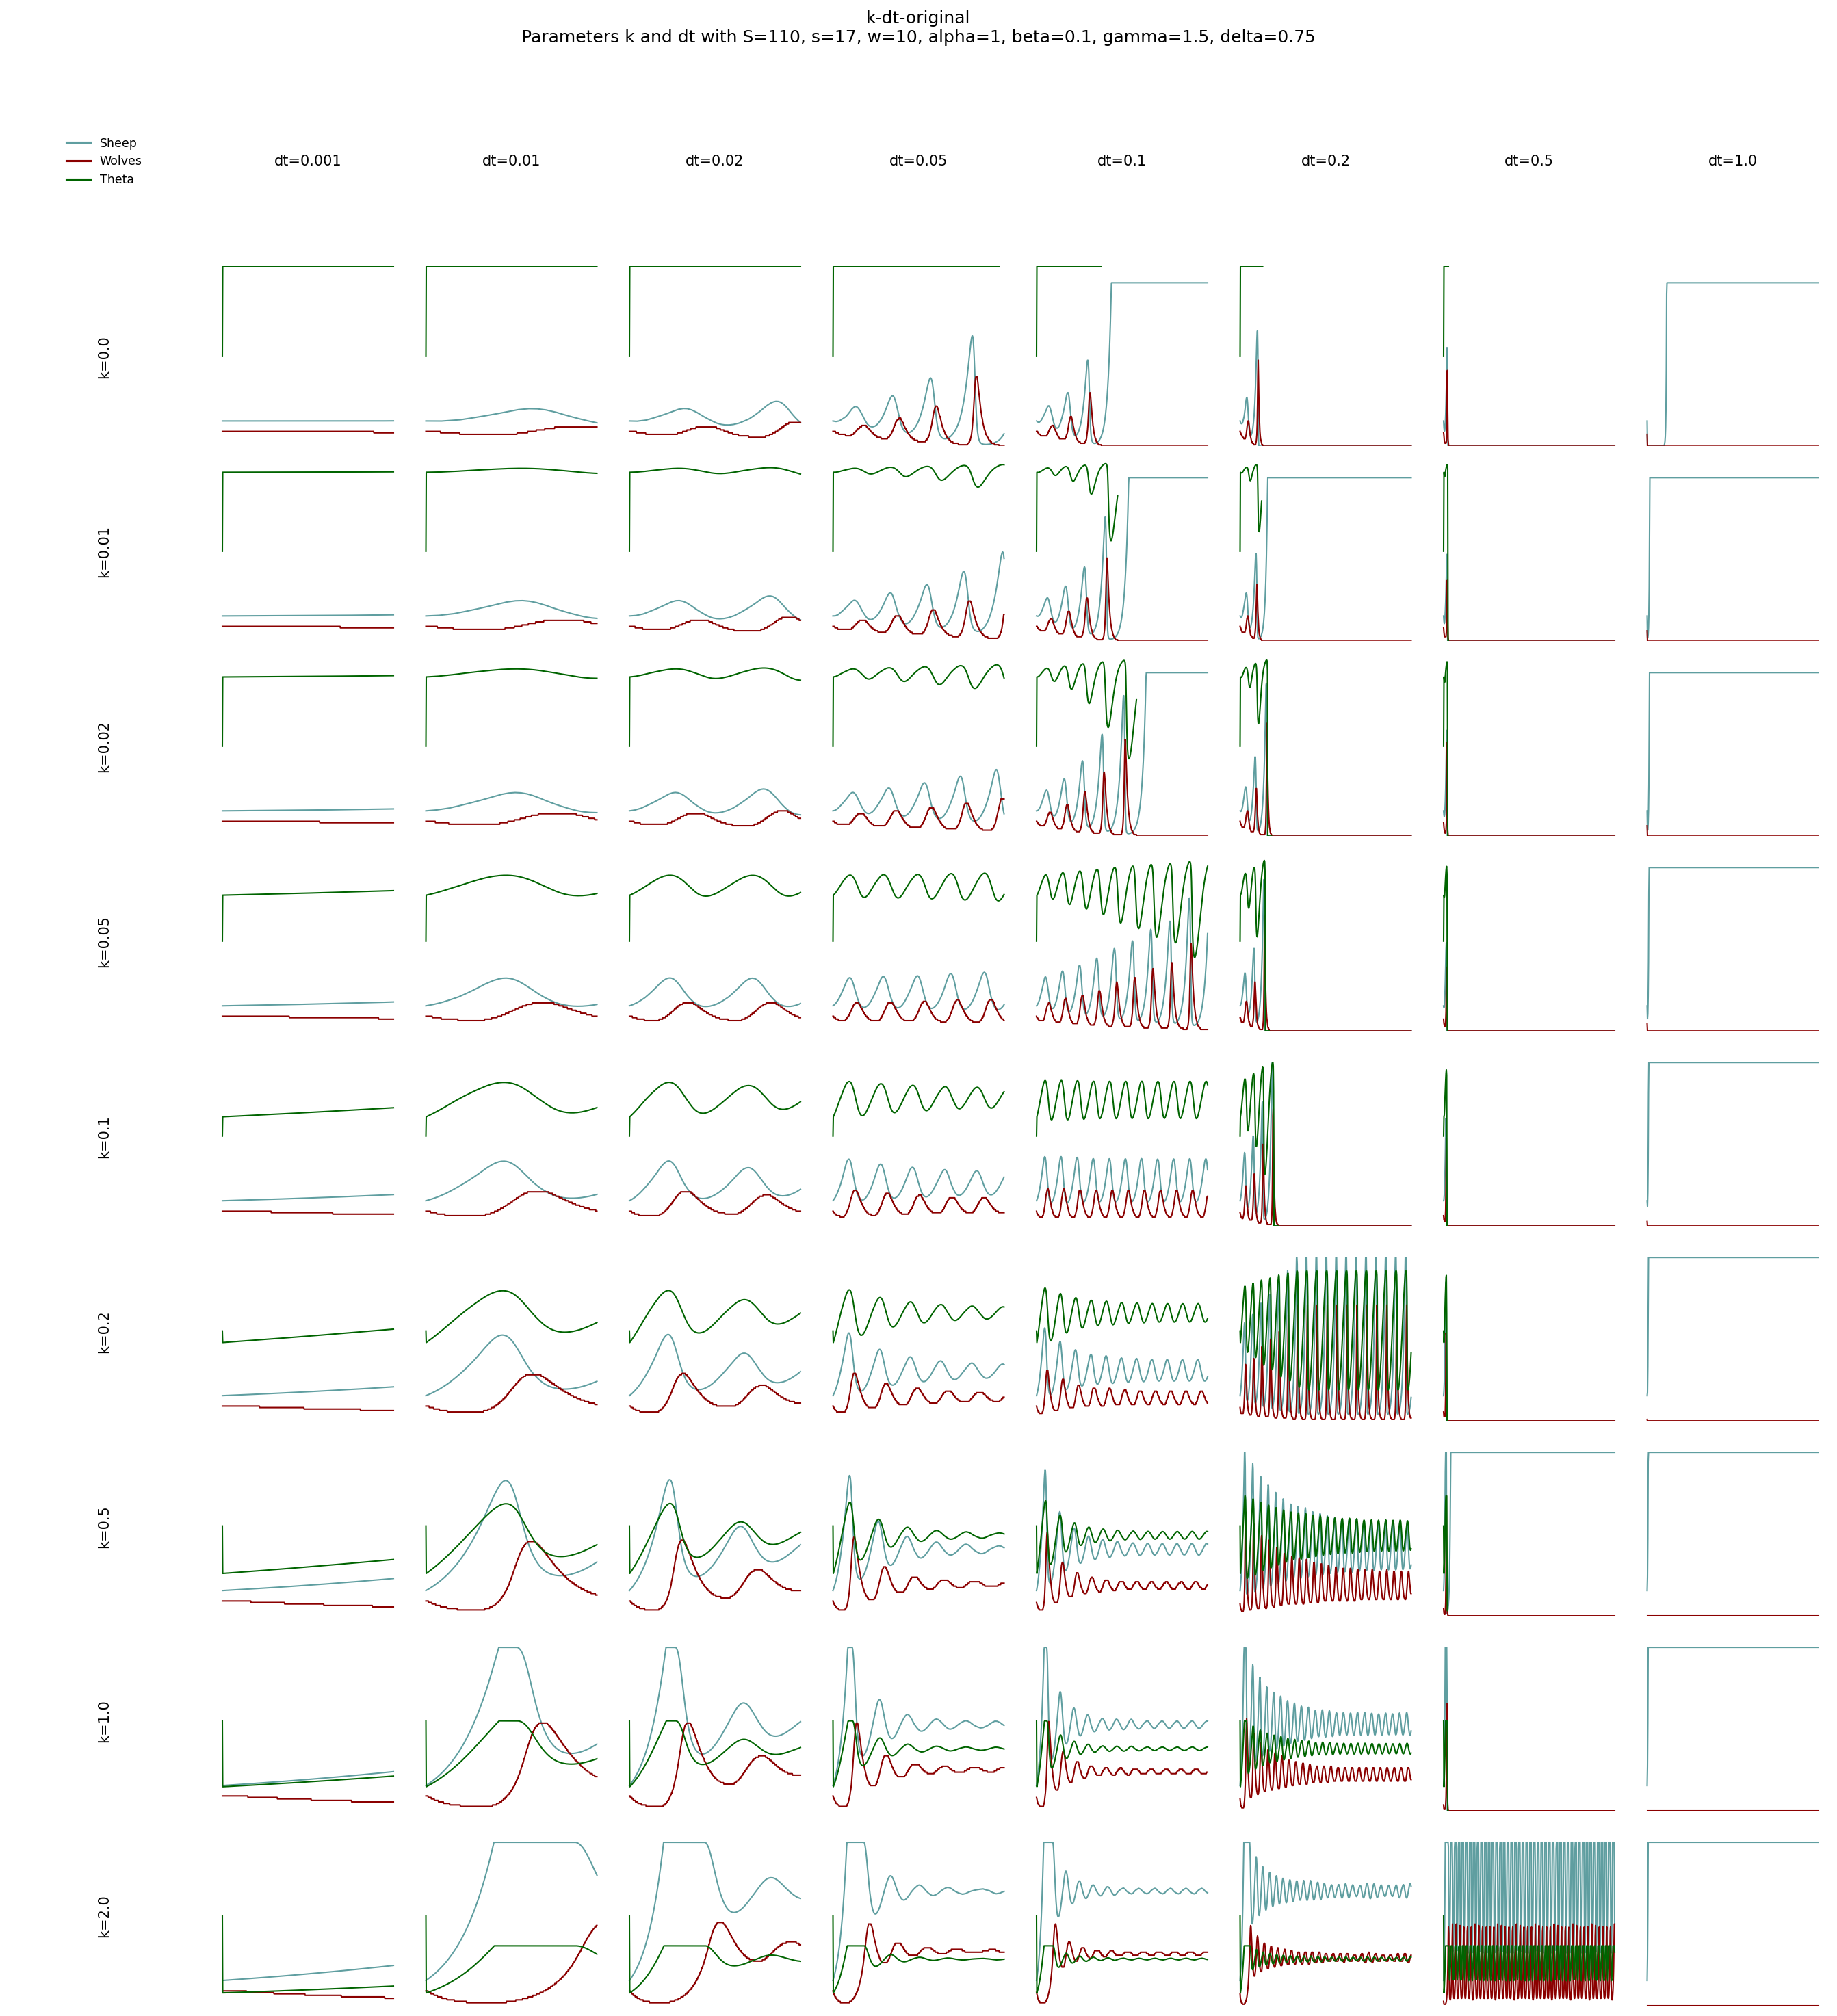 k-dt-original
Parameters k and dt with S=110, s=17, w=10, alpha=1, beta=0.1, gamma=1.5, delta=0.75
Sheep
Wolves
Theta
dt=0.001
dt=0.01
dt=0.02
dt=0.05
dt=0.1
dt=0.2
dt=0.5
dt=1.0
k=0.0
k=0.01
k=0.02
k=0.05
k=0.1
k=0.2
k=0.5
k=1.0
k=2.0